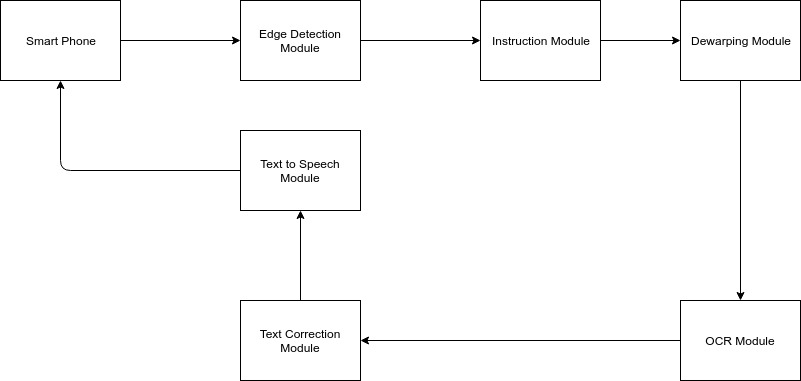 Smart Phone
Edge Detection
Module
Instruction Module
Dewarping Module
Text to Speech
Module
Text Correction
Module
OCR Module